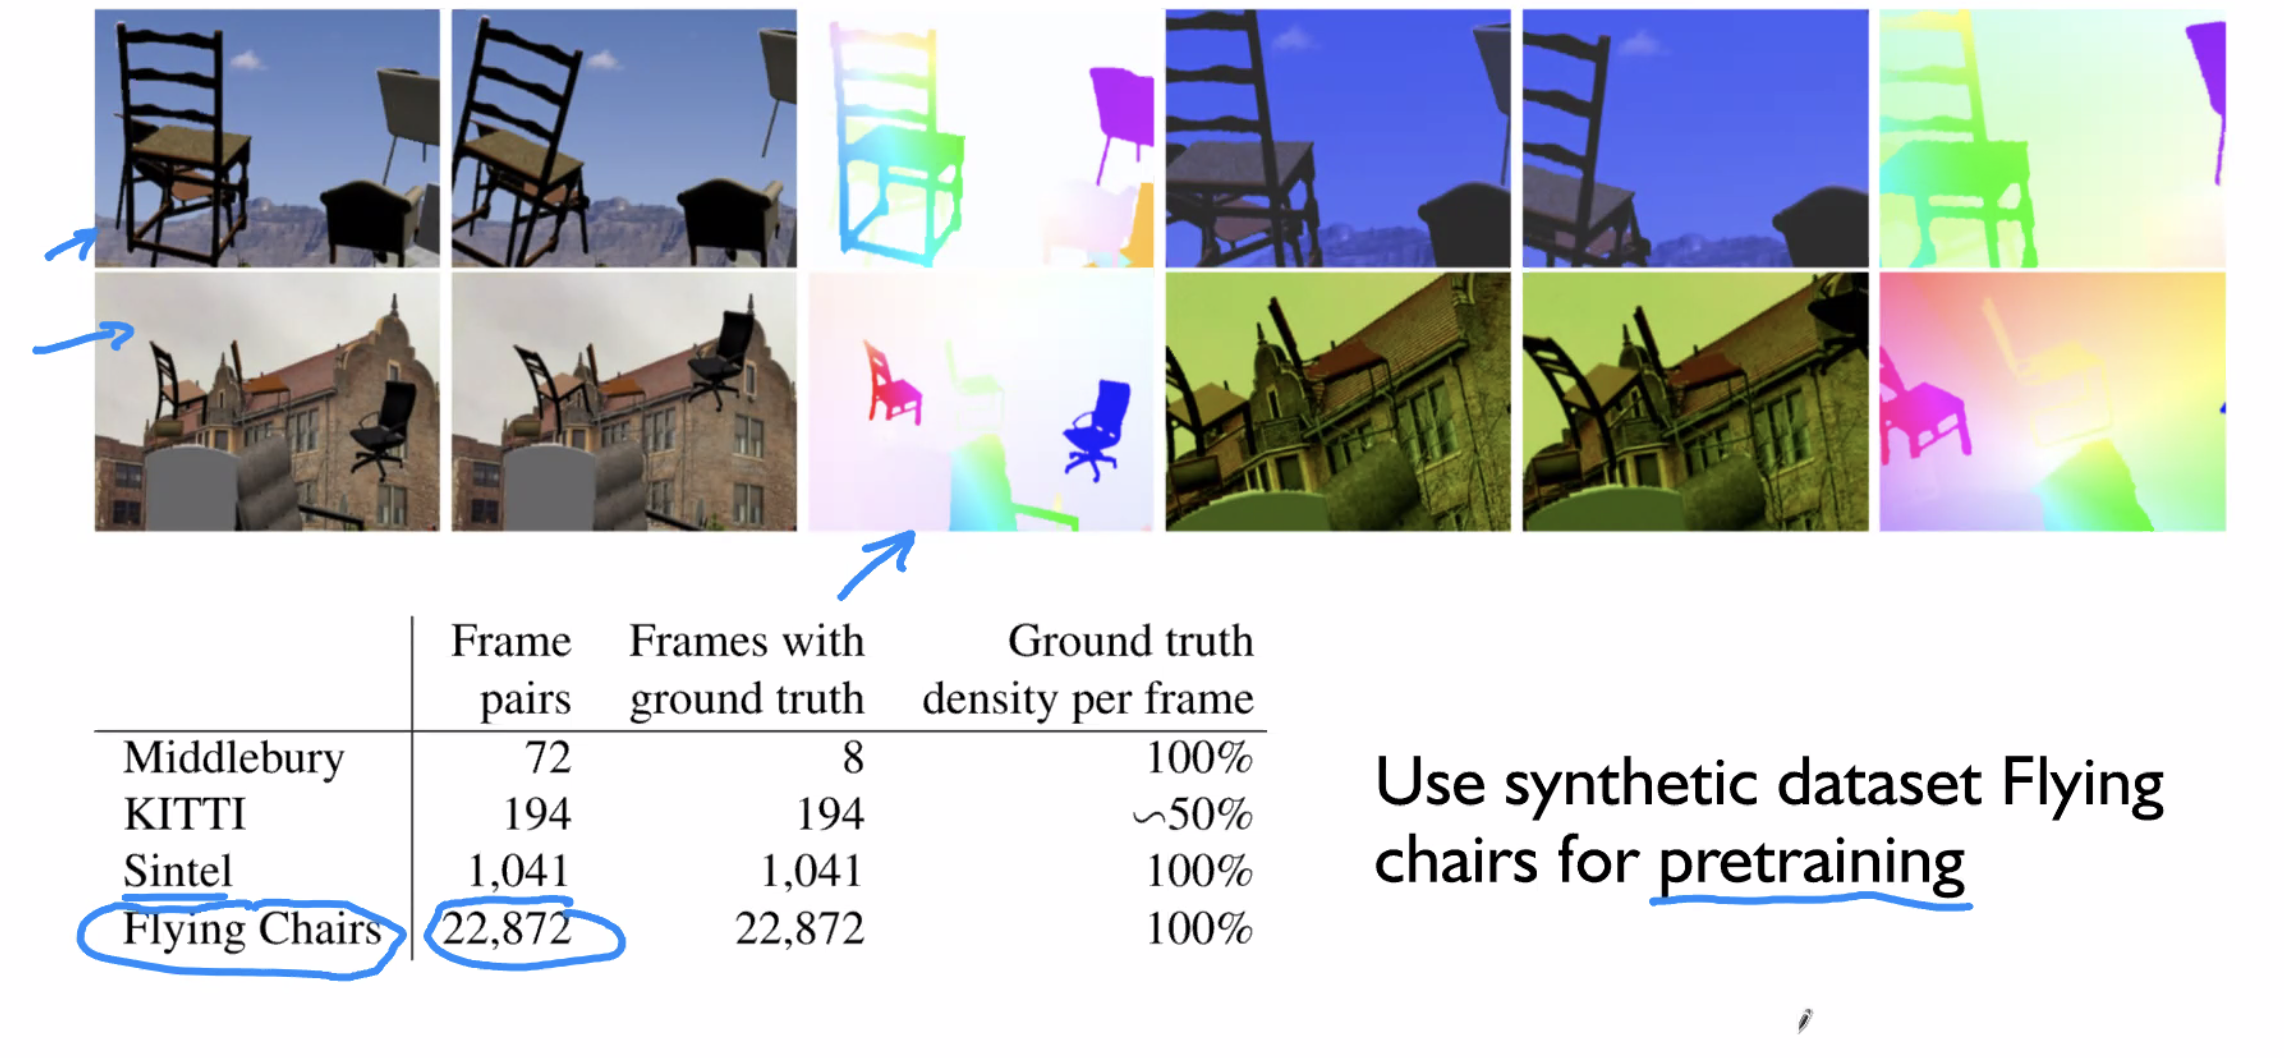 Frame Frames with Ground truth
pairs ground truth density per frame
Middlebury 72 8 100%
KITTI 194 194 ∽50%
Sintel 1,041 1,041 100%
Flying Chairs 22,872 22,872 100%
Use synthetic dataset Flying
chairs for pretraining